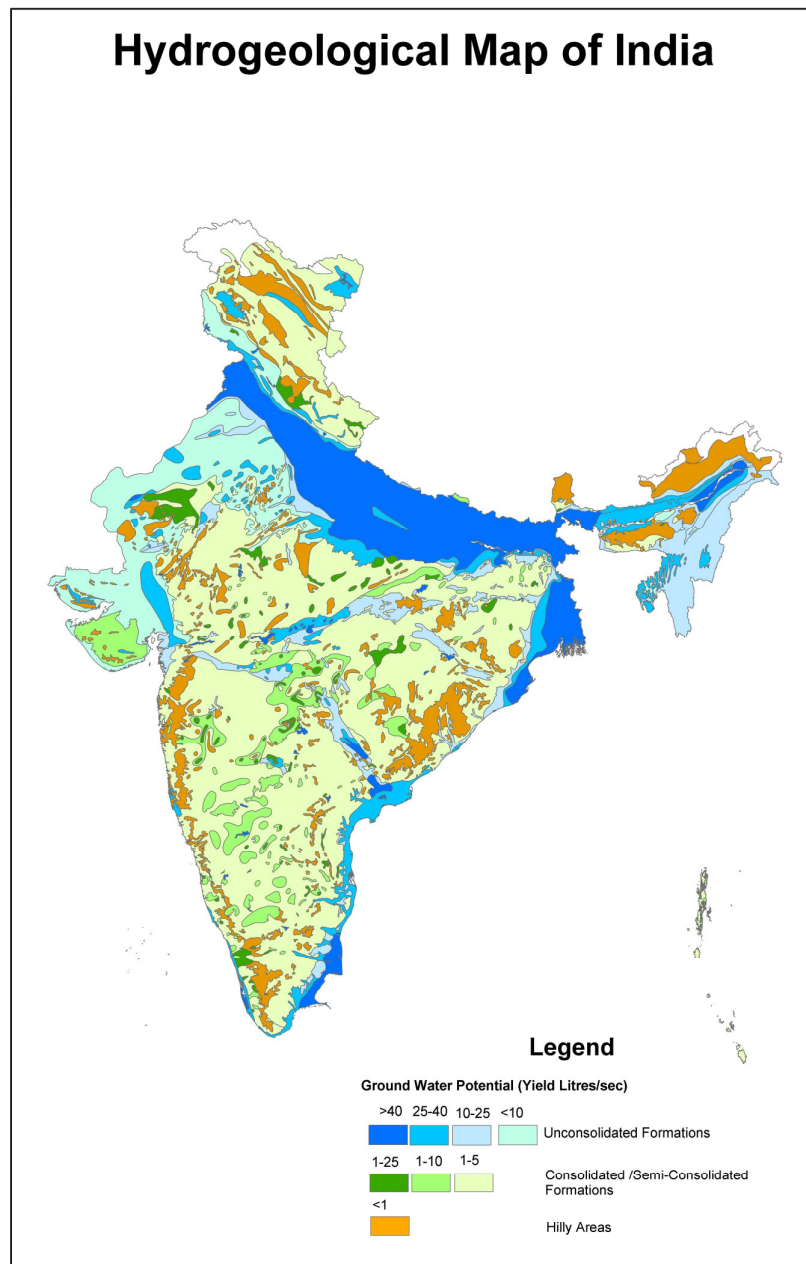 Hydrogeological Map of India
Legend
Ground Water Potential (Yield Litres/sec)
>40 25-40 10-25 <10
Unconsolidated Formations
1-25 1-10 1-5
Consolidated /Semi-Consolidated
Formations
<1
Hilly Areas